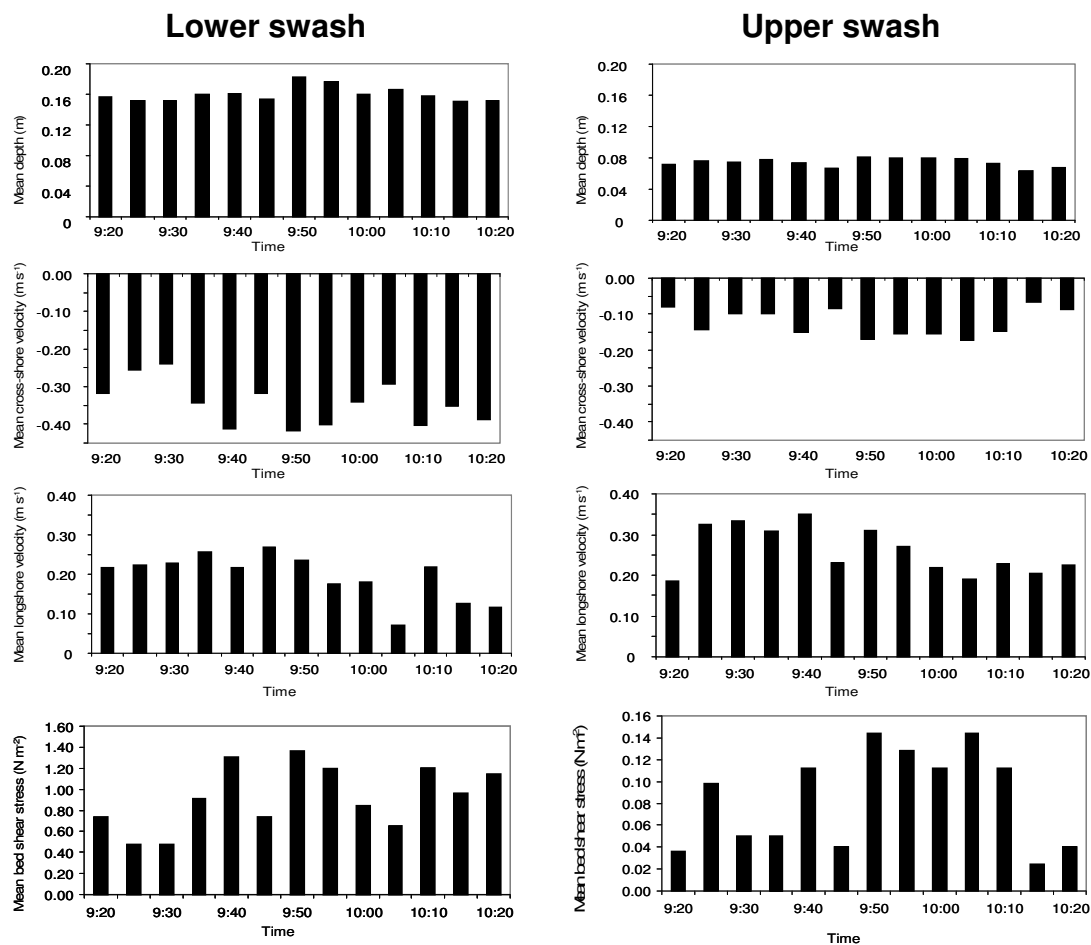 Lower swash
Mean depth (m)
0.20
0.16
0.12
0.08
0.04
0
9:20 9:30 9:40 9:50 10:00 10:10 10:20
Time
Mean cross-shore velocity (m s⁻¹)
0.00
-0.10
-0.20
-0.30
-0.40
9:20 9:30 9:40 9:50 10:00 10:10 10:20
Time
Mean longshore velocity (m s⁻¹)
0.40
0.30
0.20
0.10
0
9:20 9:30 9:40 9:50 10:00 10:10 10:20
Time
Mean bed shear stress (N m⁻²)
1.60
1.40
1.20
1.00
0.80
0.60
0.40
0.20
0.00
9:20 9:30 9:40 9:50 10:00 10:10 10:20
Time
Upper swash
Mean depth (m)
0.20
0.16
0.12
0.08
0.04
0
9:20 9:30 9:40 9:50 10:00 10:10 10:20
Time
Mean cross-shore velocity (m s⁻¹)
0.00
-0.10
-0.20
-0.30
-0.40
9:20 9:30 9:40 9:50 10:00 10:10 10:20
Time
Mean longshore velocity (m s⁻¹)
0.40
0.30
0.20
0.10
0
9:20 9:30 9:40 9:50 10:00 10:10 10:20
Time
Mean bed shear stress (N m⁻²)
0.16
0.14
0.12
0.10
0.08
0.06
0.04
0.02
0.00
9:20 9:30 9:40 9:50 10:00 10:10 10:20
Time